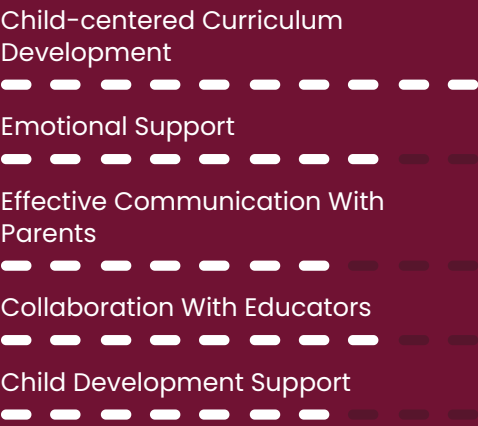 Child-centered Curriculum
Development
Emotional Support
Effective Communication With
Parents
Collaboration With Educators
Child Development Support